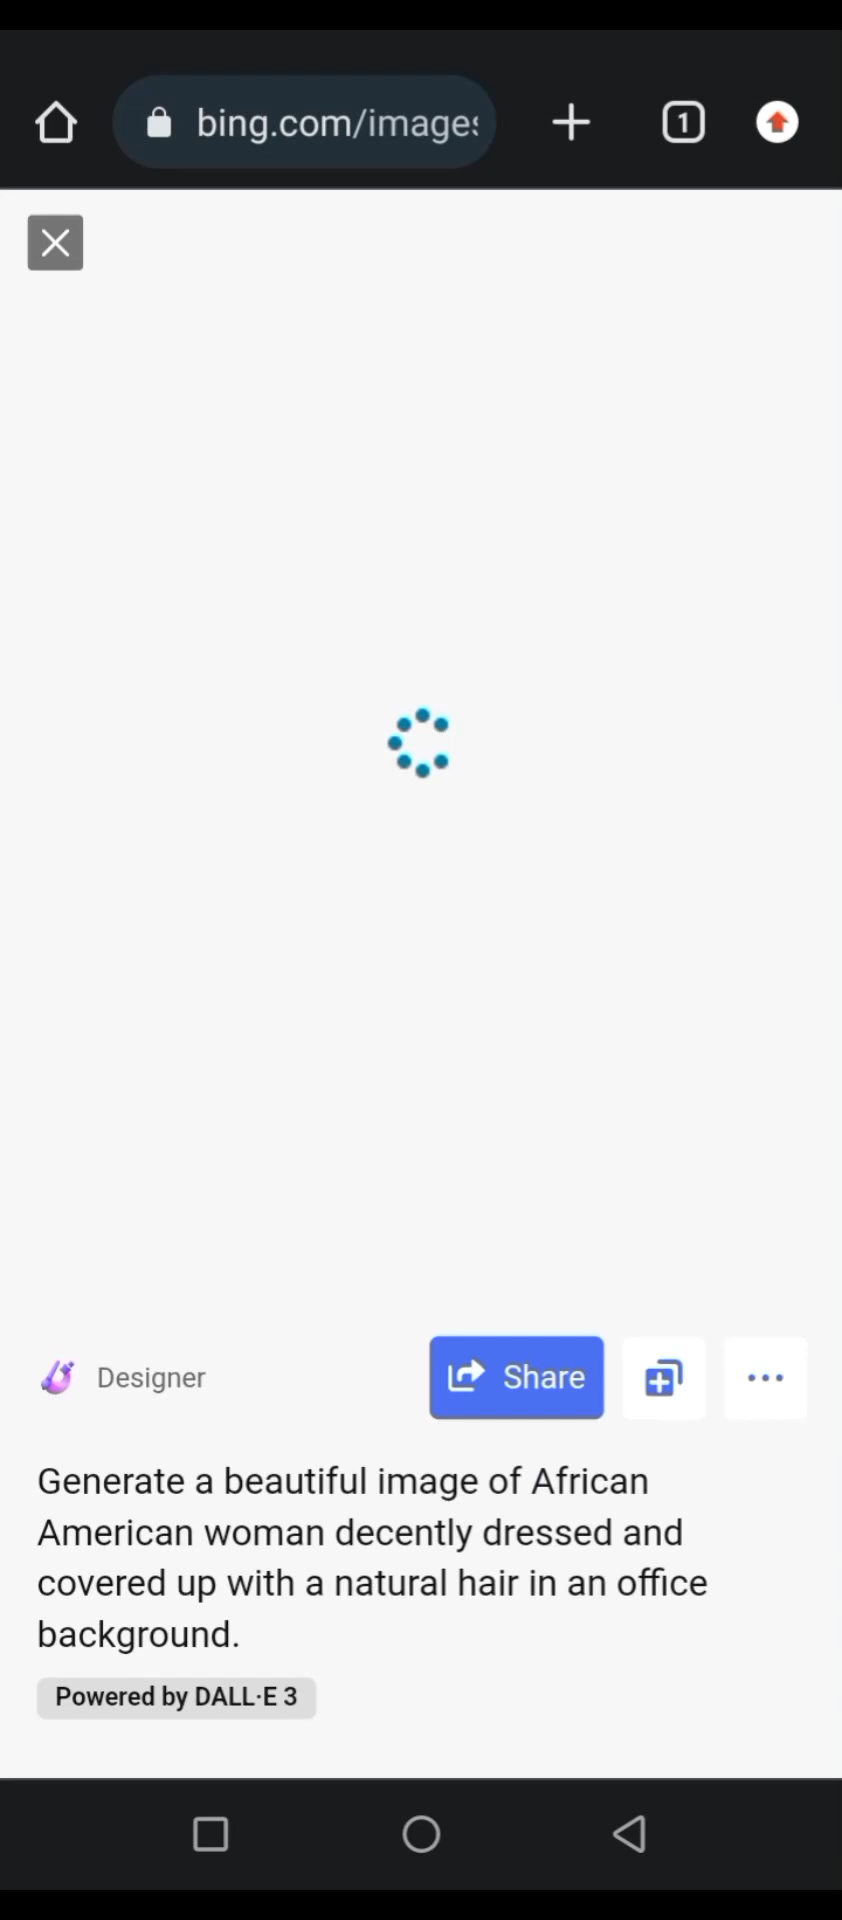 bing.com/images
1
Designer
Share
Generate a beautiful image of African
American woman decently dressed and
covered up with a natural hair in an office
background.
Powered by DALL·E 3